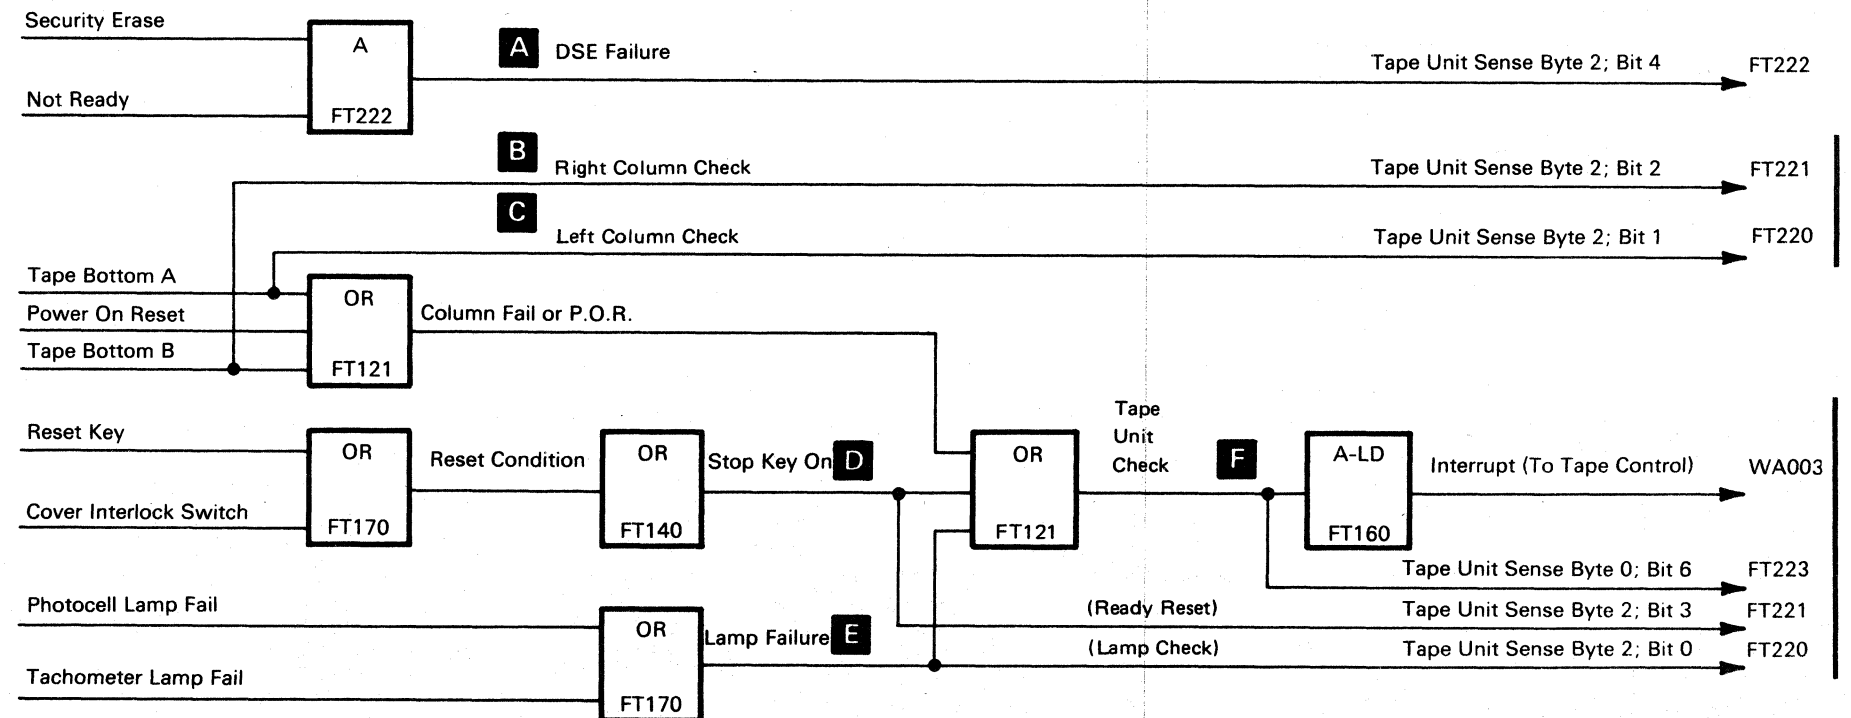 Security Erase
A
A DSE Failure
Tape Unit Sense Byte 2; Bit 4 FT222
Not Ready
FT222
B
Right Column Check
Tape Unit Sense Byte 2; Bit 2 FT221
C
Left Column Check
Tape Unit Sense Byte 2; Bit 1 FT220
Tape Bottom A
OR
Power On Reset
Column Fail or P.O.R.
Tape Bottom B
FT121
Reset Key
OR
Reset Condition
Cover Interlock Switch
FT170
OR
FT140
Stop Key On D
OR
FT121
Tape
Unit
Check
F
A-LD
FT160
Interrupt (To Tape Control) WA003
Tape Unit Sense Byte 0; Bit 6 FT223
(Ready Reset) Tape Unit Sense Byte 2; Bit 3 FT221
(Lamp Check) Tape Unit Sense Byte 2; Bit 0 FT220
Photocell Lamp Fail
OR
Lamp Failure E
Tachometer Lamp Fail
FT170